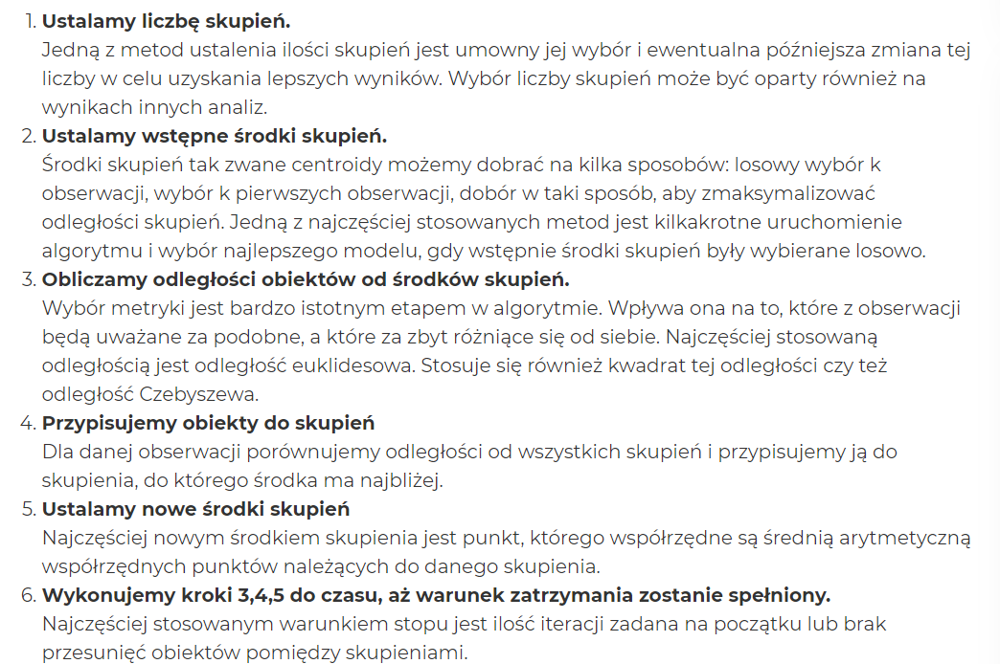 1. Ustalamy liczbę skupień.
Jedną z metod ustalenia ilości skupień jest umowny jej wybór i ewentualna późniejsza zmiana tej
liczby w celu uzyskania lepszych wyników. Wybór liczby skupień może być oparty również na
wynikach innych analiz.
2. Ustalamy wstępne środki skupień.
Środki skupień tak zwane centroidy możemy dobrać na kilka sposobów: losowy wybór k
obserwacji, wybór k pierwszych obserwacji, dobór w taki sposób, aby zmaksymalizować
odległości skupień. Jedną z najczęściej stosowanych metod jest kilkakrotne uruchomienie
algorytmu i wybór najlepszego modelu, gdy wstępnie środki skupień były wybierane losowo.
3. Obliczamy odległości obiektów od środków skupień.
Wybór metryki jest bardzo istotnym etapem w algorytmie. Wpływa ona na to, które z obserwacji
będą uważane za podobne, a które za zbyt różniące się od siebie. Najczęściej stosowaną
odległością jest odległość euklidesowa. Stosuje się również kwadrat tej odległości czy też
odległość Czebyszewa.
4. Przypisujemy obiekty do skupień
Dla danej obserwacji porównujemy odległości od wszystkich skupień i przypisujemy ją do
skupienia, do którego środka ma najbliżej.
5. Ustalamy nowe środki skupień
Najczęściej nowym środkiem skupienia jest punkt, którego współrzędne są średnią arytmetyczną
współrzędnych punktów należących do danego skupienia.
6. Wykonujemy kroki 3,4,5 do czasu, aż warunek zatrzymania zostanie spełniony.
Najczęściej stosowanym warunkiem stopu jest ilość iteracji zadana na początku lub brak
przesunięć obiektów pomiędzy skupieniami.